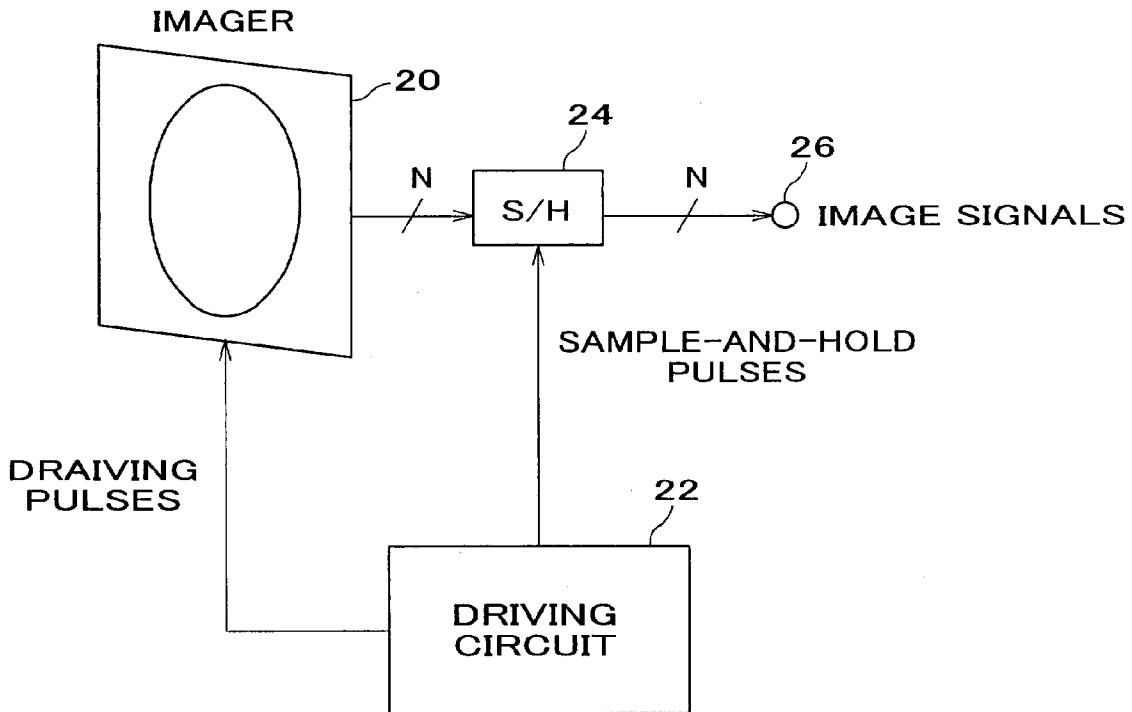 IMAGER
20
24
26
N
S/H
N
IMAGE SIGNALS
SAMPLE-AND-HOLD
PULSES
DRAIVING
PULSES
22
DRIVING
CIRCUIT